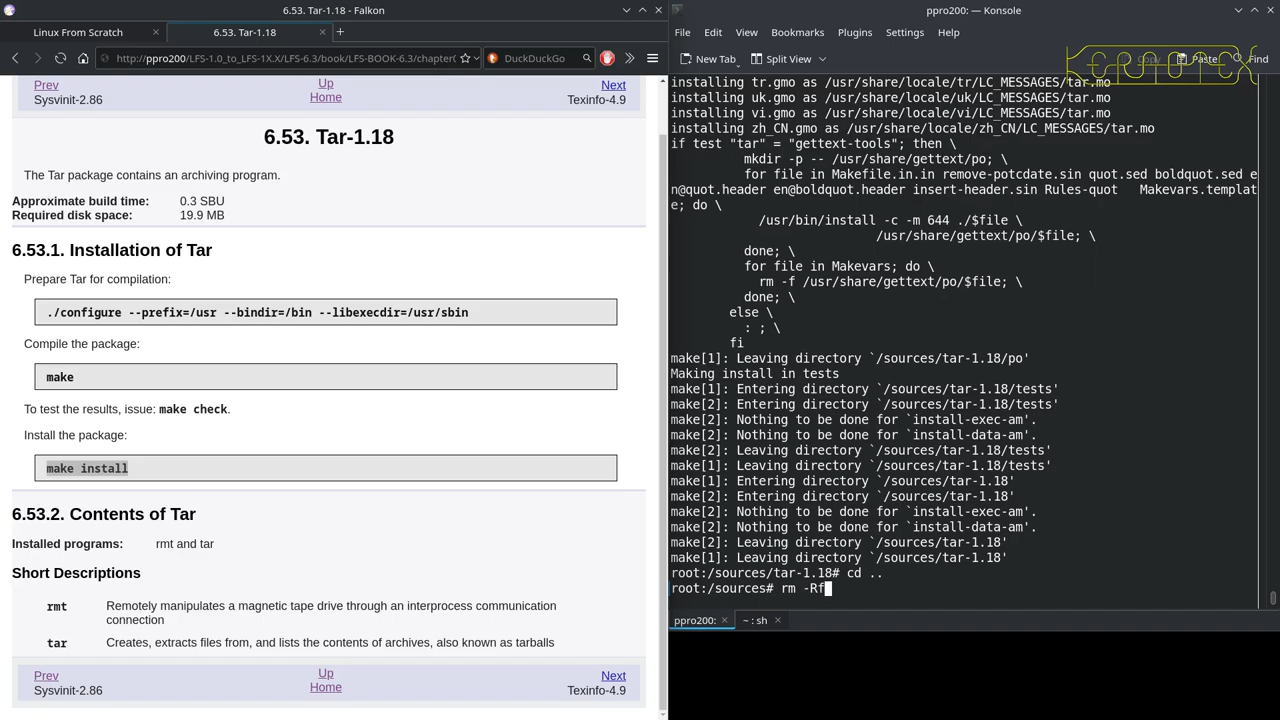 6.53. Tar-1.18 - Falkon
Linux From Scratch
6.53. Tar-1.18
http://ppro200/LFS-1.0_to_LFS-1X.X/LFS-6.3/book/LFS-BOOK-6.3/chapter
DuckDuckGo
Prev
Up
Next
Sysvinit-2.86
Home
Texinfo-4.9
6.53. Tar-1.18
The Tar package contains an archiving program.
Approximate build time: 0.3 SBU
Required disk space: 19.9 MB
6.53.1. Installation of Tar
Prepare Tar for compilation:
./configure --prefix=/usr --bindir=/bin --libexecdir=/usr/sbin
Compile the package:
make
To test the results, issue: make check.
Install the package:
make install
6.53.2. Contents of Tar
Installed programs: rmt and tar
Short Descriptions
rmt Remotely manipulates a magnetic tape drive through an interprocess communication
connection
tar Creates, extracts files from, and lists the contents of archives, also known as tarballs
Prev
Up
Next
Sysvinit-2.86
Home
Texinfo-4.9
ppro200: — Konsole
File Edit View Bookmarks Plugins Settings Help
New Tab Split View Copy Paste Find
installing tr.gmo as /usr/share/locale/tr/LC_MESSAGES/tar.mo
installing uk.gmo as /usr/share/locale/uk/LC_MESSAGES/tar.mo
installing vi.gmo as /usr/share/locale/vi/LC_MESSAGES/tar.mo
installing zh_CN.gmo as /usr/share/locale/zh_CN/LC_MESSAGES/tar.mo
if test "tar" = "gettext-tools"; then \
mkdir -p -- /usr/share/gettext/po; \
for file in Makefile.in.in remove-potcdate.sin quot.sed boldquot.sed e
n@quot.header en@boldquot.header insert-header.sin Rules-quot Makevars.templat
e; do \
/usr/bin/install -c -m 644 ./$file \
/usr/share/gettext/po/$file; \
done; \
for file in Makevars; do \
rm -f /usr/share/gettext/po/$file; \
done; \
else \
: ; \
fi
make[1]: Leaving directory `/sources/tar-1.18/po'
Making install in tests
make[1]: Entering directory `/sources/tar-1.18/tests'
make[2]: Entering directory `/sources/tar-1.18/tests'
make[2]: Nothing to be done for `install-exec-am'.
make[2]: Nothing to be done for `install-data-am'.
make[2]: Leaving directory `/sources/tar-1.18/tests'
make[1]: Leaving directory `/sources/tar-1.18/tests'
make[1]: Entering directory `/sources/tar-1.18'
make[2]: Entering directory `/sources/tar-1.18'
make[2]: Nothing to be done for `install-exec-am'.
make[2]: Nothing to be done for `install-data-am'.
make[2]: Leaving directory `/sources/tar-1.18'
make[1]: Leaving directory `/sources/tar-1.18'
root:/sources/tar-1.18# cd ..
root:/sources# rm -Rf
ppro200:
~ : sh